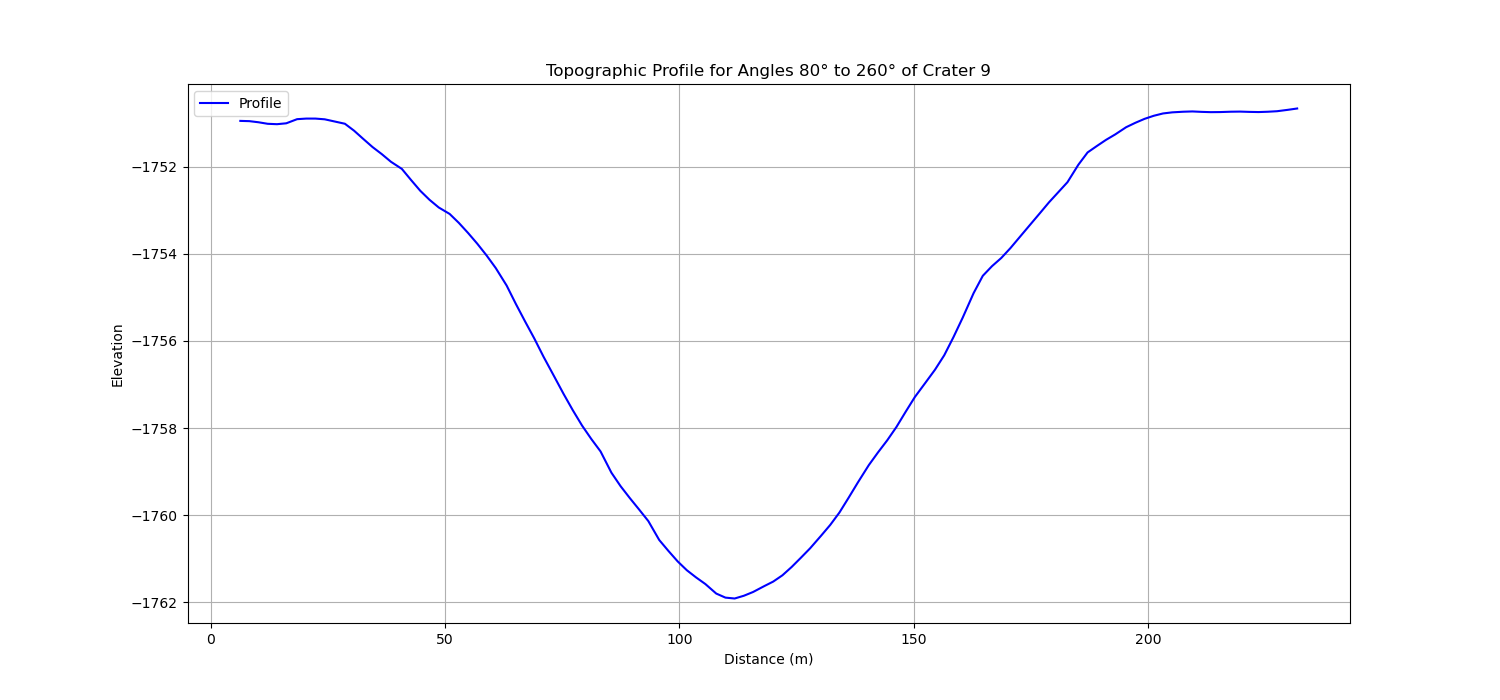 Topographic Profile for Angles 80° to 260° of Crater 9
Profile
−1752
−1754
−1756
−1758
−1760
−1762
Elevation
0 50 100 150 200
Distance (m)